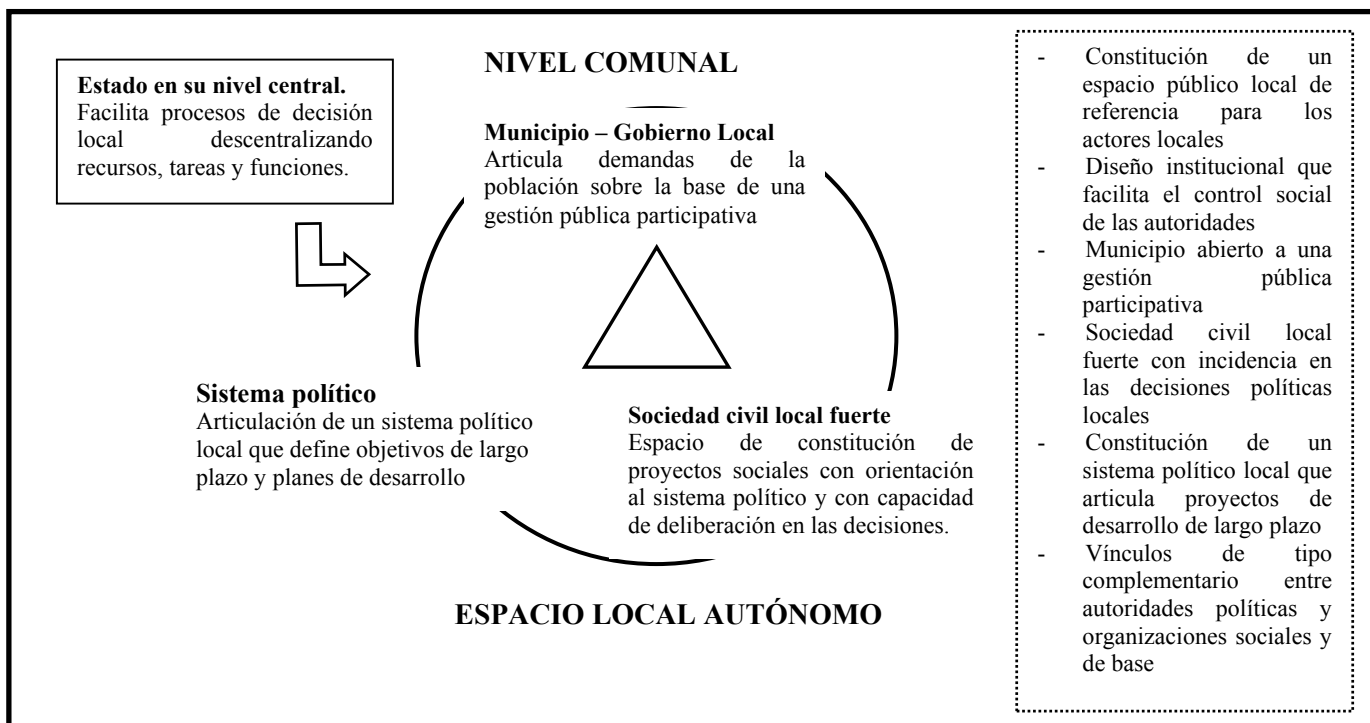 NIVEL COMUNAL
Estado en su nivel central.
Facilita procesos de decisión
local descentralizando
recursos, tareas y funciones.
Municipio – Gobierno Local
Articula demandas de la
población sobre la base de una
gestión pública participativa
Sistema político
Articulación de un sistema político
local que define objetivos de largo
plazo y planes de desarrollo
Sociedad civil local fuerte
Espacio de constitución de
proyectos sociales con orientación
al sistema político y con capacidad
de deliberación en las decisiones.
ESPACIO LOCAL AUTÓNOMO
- Constitución de un
espacio público local de
referencia para los
actores locales
- Diseño institucional que
facilita el control social
de las autoridades
- Municipio abierto a una
gestión pública
participativa
- Sociedad civil local
fuerte con incidencia en
las decisiones políticas
locales
- Constitución de un
sistema político local que
articula proyectos de
desarrollo de largo plazo
- Vínculos de tipo
complementario entre
autoridades políticas y
organizaciones sociales y
de base